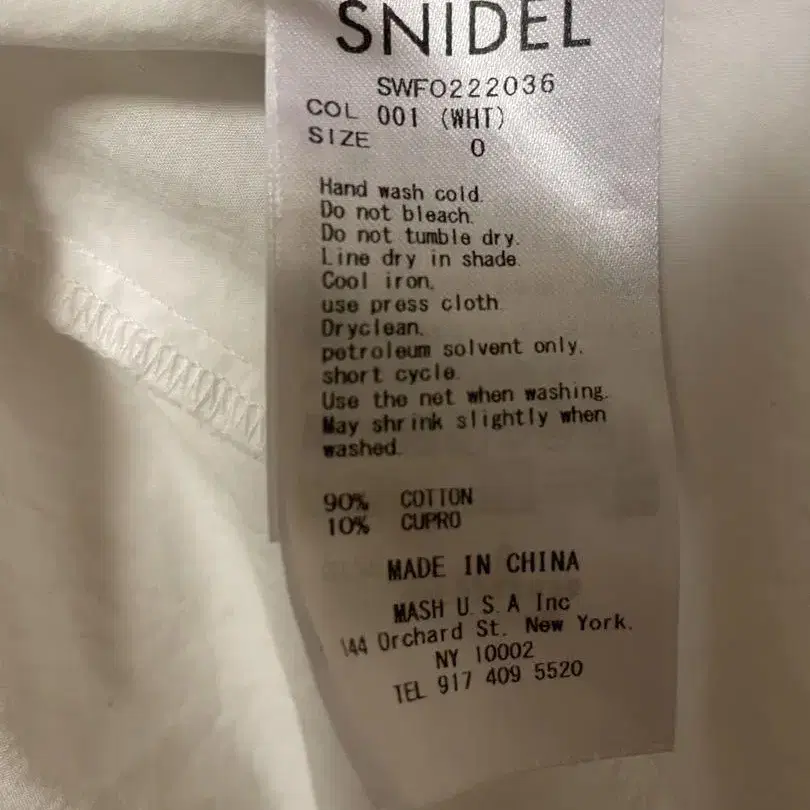 SNIDEL
SWFO222036
COL 001 (WHT)
SIZE 0
Hand wash cold.
Do not bleach.
Do not tumble dry.
Line dry in shade.
Cool iron,
use press cloth.
Dryclean,
petroleum solvent only,
short cycle.
Use the net when washing.
May shrink slightly when
washed.
90% COTTON
10% CUPRO
MADE IN CHINA
MASH U.S.A Inc
144 Orchard St. New York.
NY 10002
TEL 917 409 5520